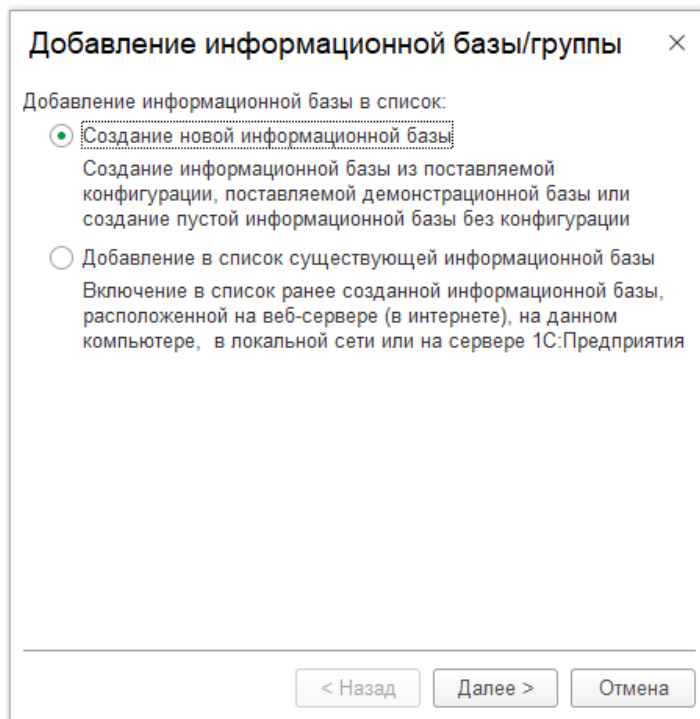 Добавление информационной базы/группы
Добавление информационной базы в список:
Создание новой информационной базы
Создание информационной базы из поставляемой
конфигурации, поставляемой демонстрационной базы или
создание пустой информационной базы без конфигурации
Добавление в список существующей информационной базы
Включение в список ранее созданной информационной базы,
расположенной на веб-сервере (в интернете), на данном
компьютере,  в локальной сети или на сервере 1С:Предприятия
< Назад
Далее >
Отмена